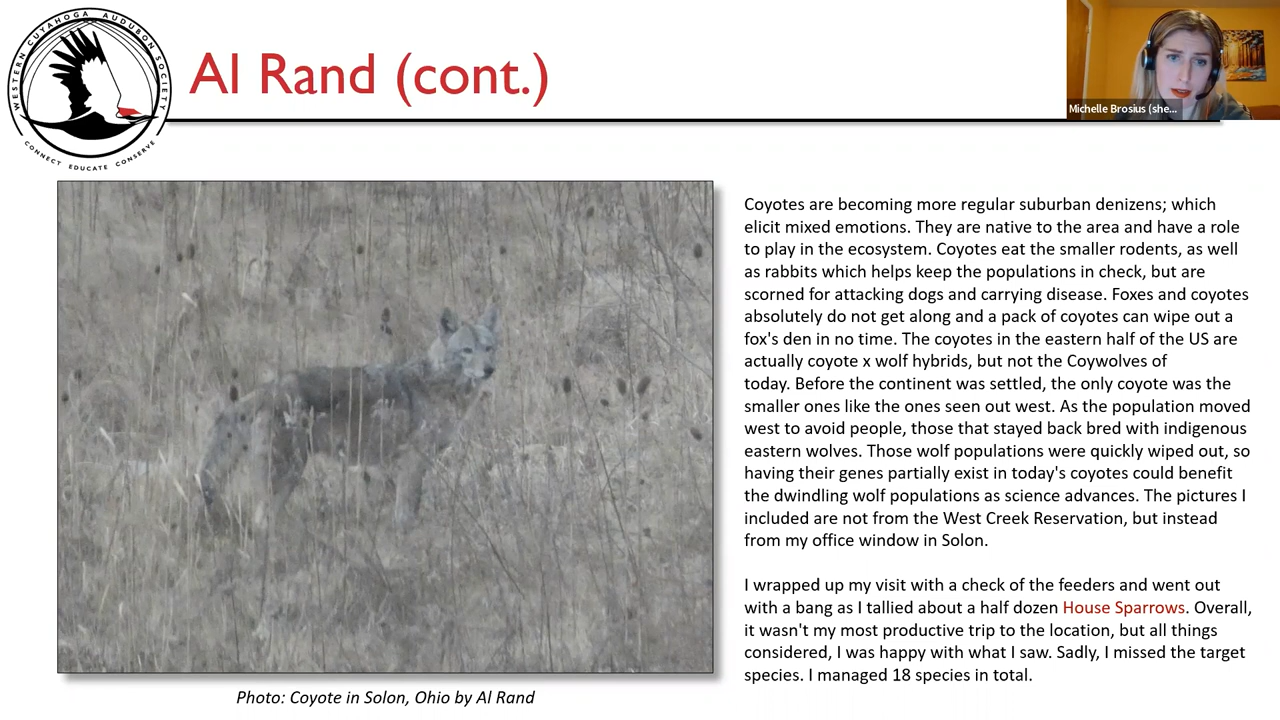 WESTERN CUYAHOGA AUDUBON SOCIETY
CONNECT EDUCATE CONSERVE
Al Rand (cont.)
Michelle Brosius (she...
Coyotes are becoming more regular suburban denizens; which
elicit mixed emotions. They are native to the area and have a role
to play in the ecosystem. Coyotes eat the smaller rodents, as well
as rabbits which helps keep the populations in check, but are
scorned for attacking dogs and carrying disease. Foxes and coyotes
absolutely do not get along and a pack of coyotes can wipe out a
fox's den in no time. The coyotes in the eastern half of the US are
actually coyote x wolf hybrids, but not the Coywolves of
today. Before the continent was settled, the only coyote was the
smaller ones like the ones seen out west. As the population moved
west to avoid people, those that stayed back bred with indigenous
eastern wolves. Those wolf populations were quickly wiped out, so
having their genes partially exist in today's coyotes could benefit
the dwindling wolf populations as science advances. The pictures I
included are not from the West Creek Reservation, but instead
from my office window in Solon.
I wrapped up my visit with a check of the feeders and went out
with a bang as I tallied about a half dozen House Sparrows. Overall,
it wasn't my most productive trip to the location, but all things
considered, I was happy with what I saw. Sadly, I missed the target
species. I managed 18 species in total.
Photo: Coyote in Solon, Ohio by Al Rand